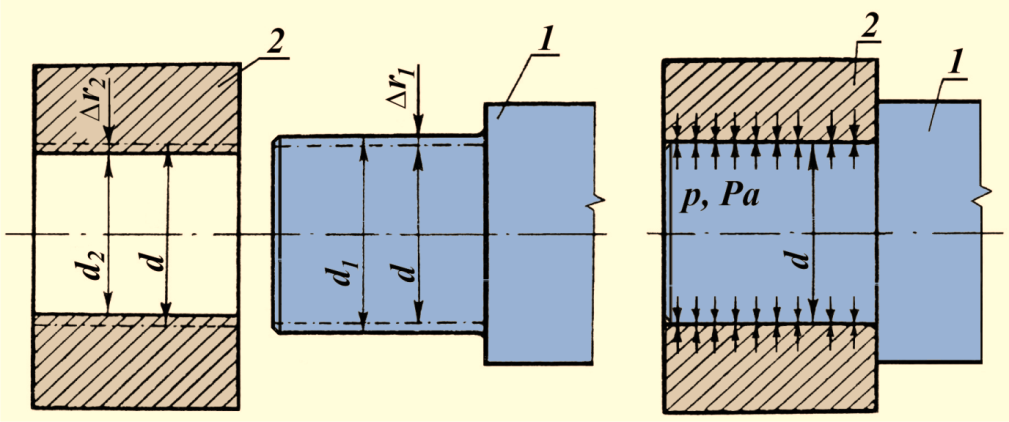 2
Δr₂
d₂
d
1
Δr₁
d₁
d
2
1
p, Pa
d